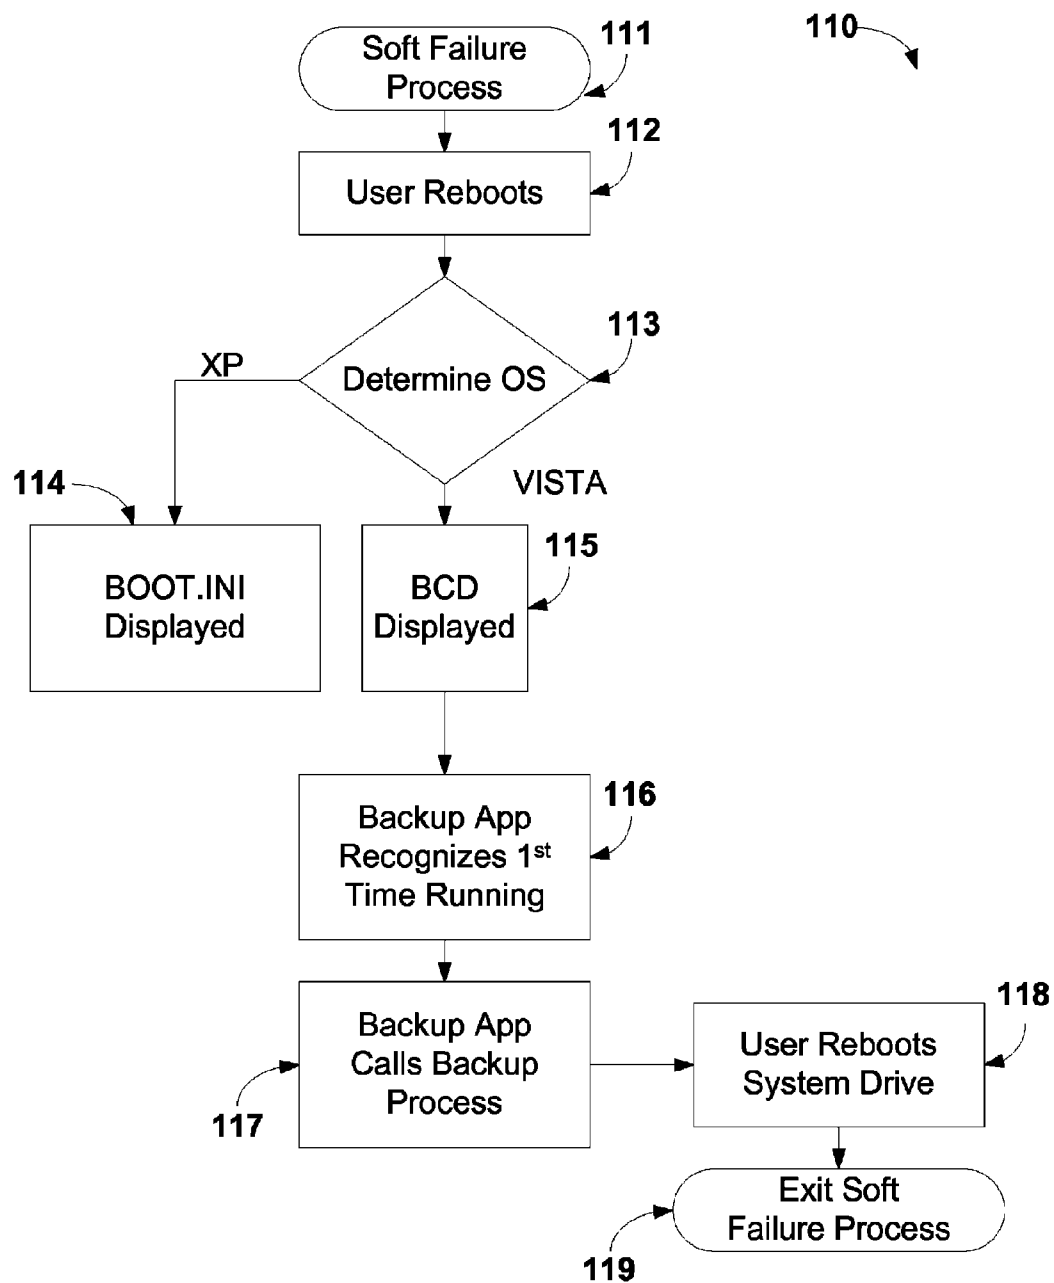 110
Soft Failure
Process
111
112
User Reboots
113
Determine OS
XP
VISTA
114
BOOT.INI
Displayed
115
BCD
Displayed
116
Backup App
Recognizes 1st
Time Running
Backup App
Calls Backup
Process
117
118
User Reboots
System Drive
Exit Soft
Failure Process
119